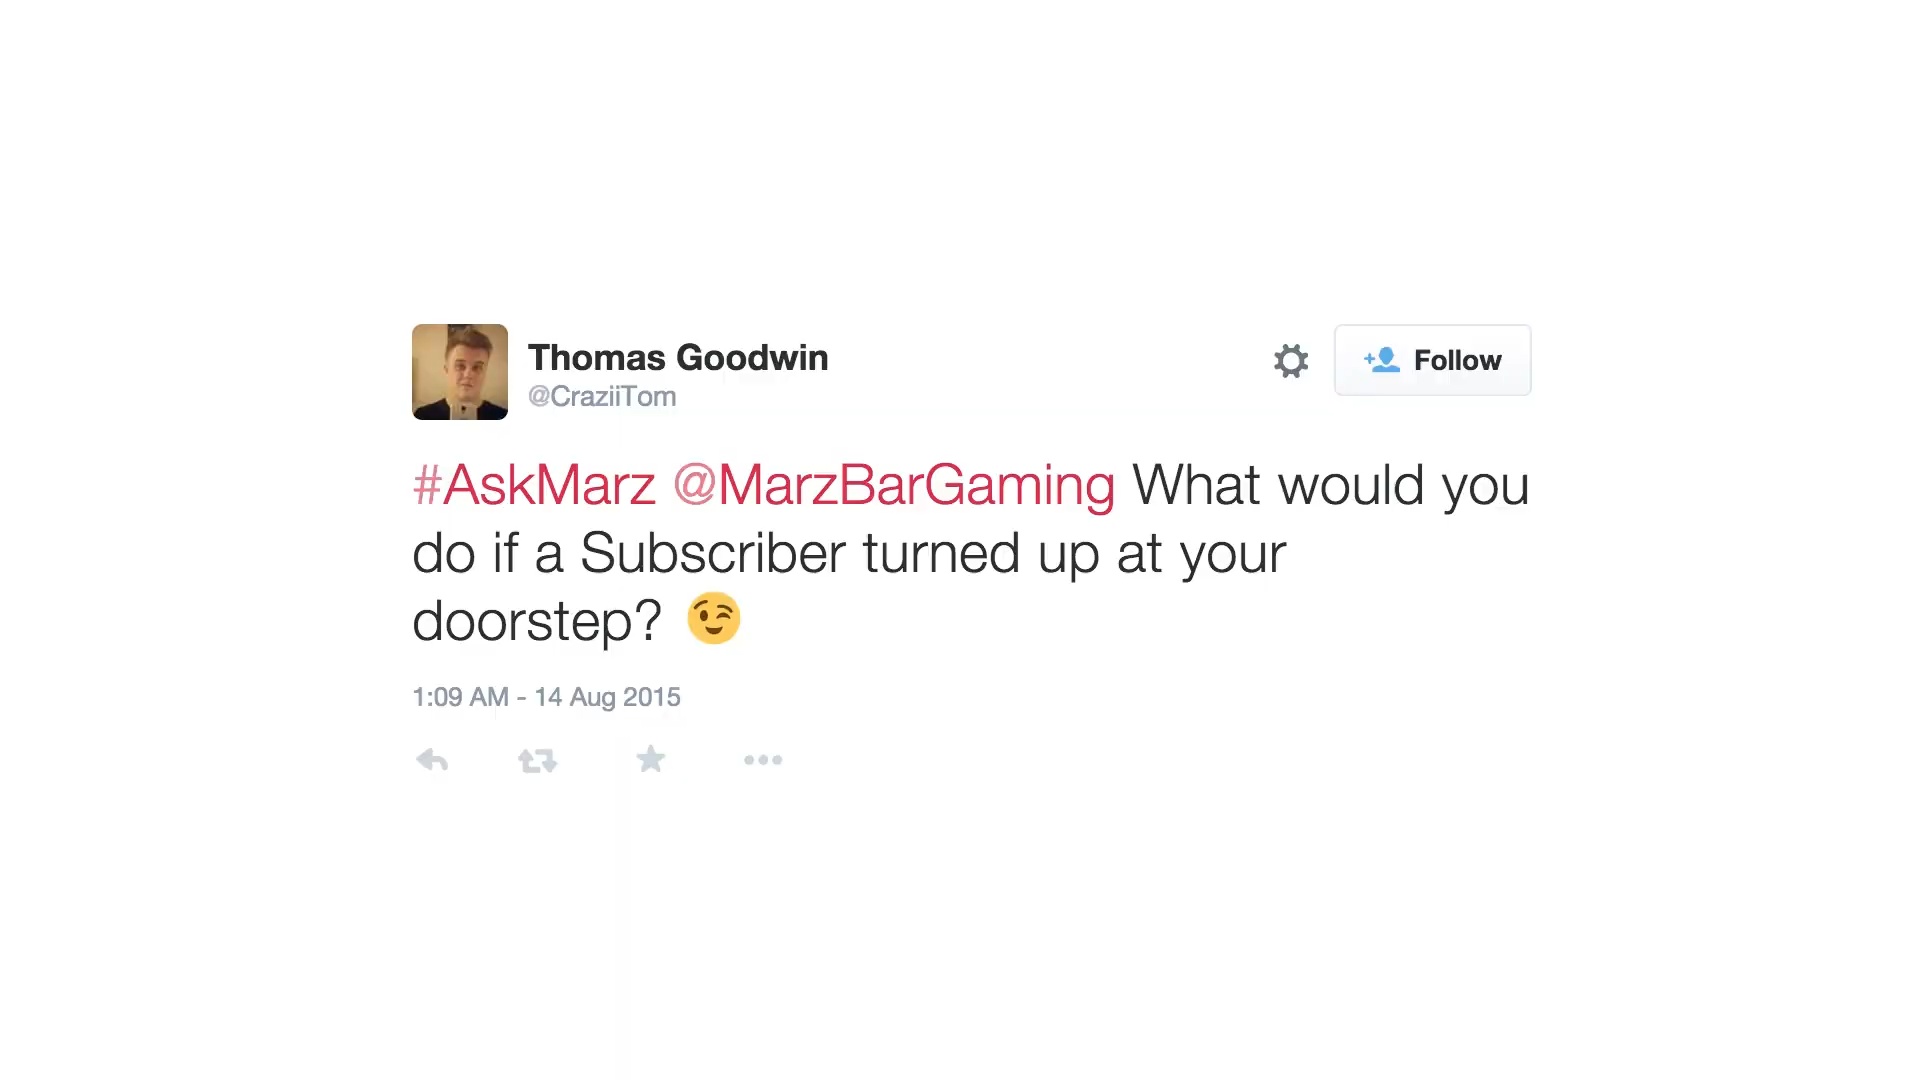 Thomas Goodwin
@CraziiTom
Follow
#AskMarz @MarzBarGaming What would you
do if a Subscriber turned up at your
doorstep? 😉
1:09 AM - 14 Aug 2015